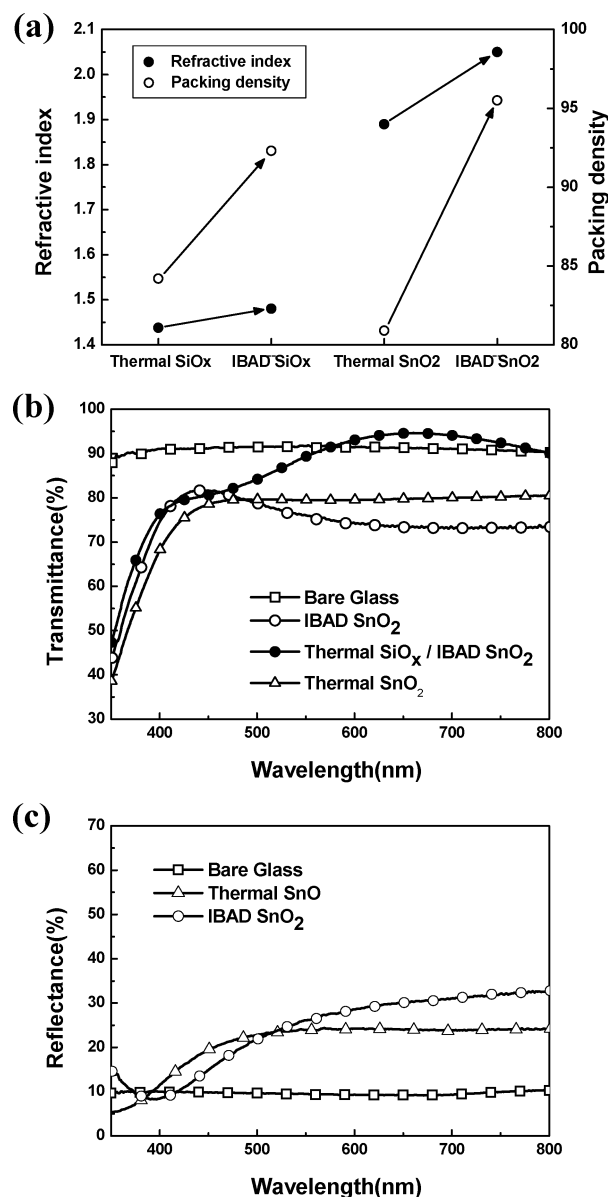 (a)
2.1
2.0
1.9
1.8
1.7
1.6
1.5
1.4
Refractive index
Refractive index
Packing density
100
95
90
85
80
Packing density
Thermal SiOx
IBAD SiOx
Thermal SnO2
IBAD SnO2
(b)
100
90
80
70
60
50
40
30
Transmittance(%)
Bare Glass
IBAD SnO2
Thermal SiOx / IBAD SnO2
Thermal SnO2
400
500
600
700
800
Wavelength(nm)
(c)
70
60
50
40
30
20
10
0
Reflectance(%)
Bare Glass
Thermal SnO
IBAD SnO2
400
500
600
700
800
Wavelength(nm)